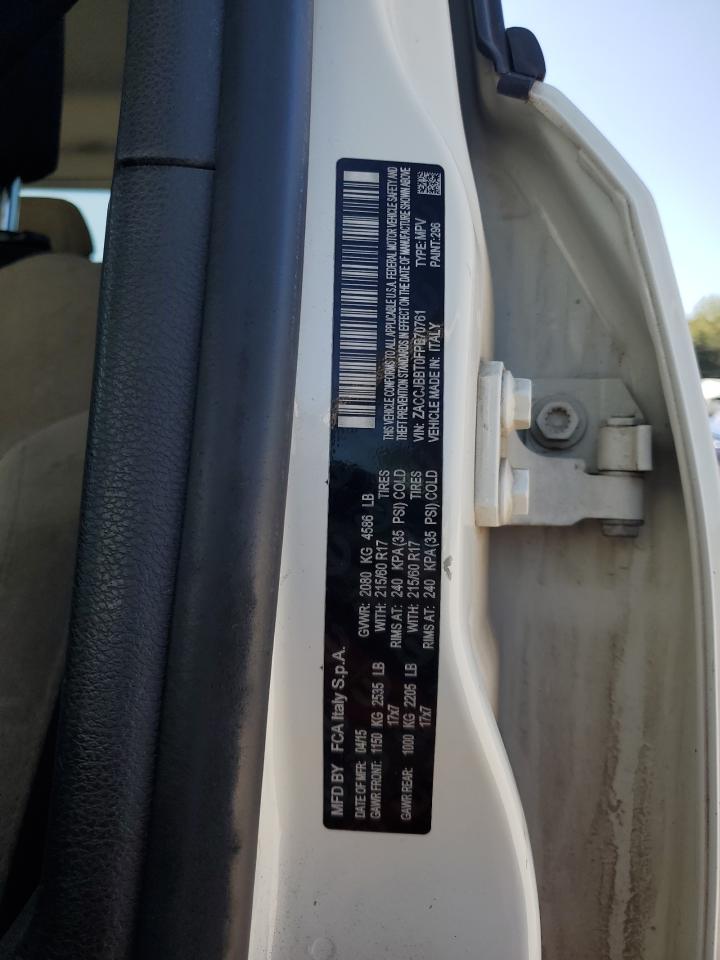 MFD BY FCA Italy S.p.A.
DATE OF MFR: 04/15 GVWR: 2080 KG 4586 LB
GAWR FRONT: 1150 KG 2535 LB WITH: 215/60 R17 TIRES
17x7 RIMS AT: 240 KPA(35 PSI) COLD
GAWR REAR: 1000 KG 2205 LB WITH: 215/60 R17 TIRES
17x7 RIMS AT: 240 KPA(35 PSI) COLD
THIS VEHICLE CONFORMS TO ALL APPLICABLE U.S.A. FEDERAL MOTOR VEHICLE SAFETY AND
THEFT PREVENTION STANDARDS IN EFFECT ON THE DATE OF MANUFACTURE SHOWN ABOVE
VIN: ZACCJBBT0FPB70761 TYPE: MPV
VEHICLE MADE IN: ITALY PAINT:296